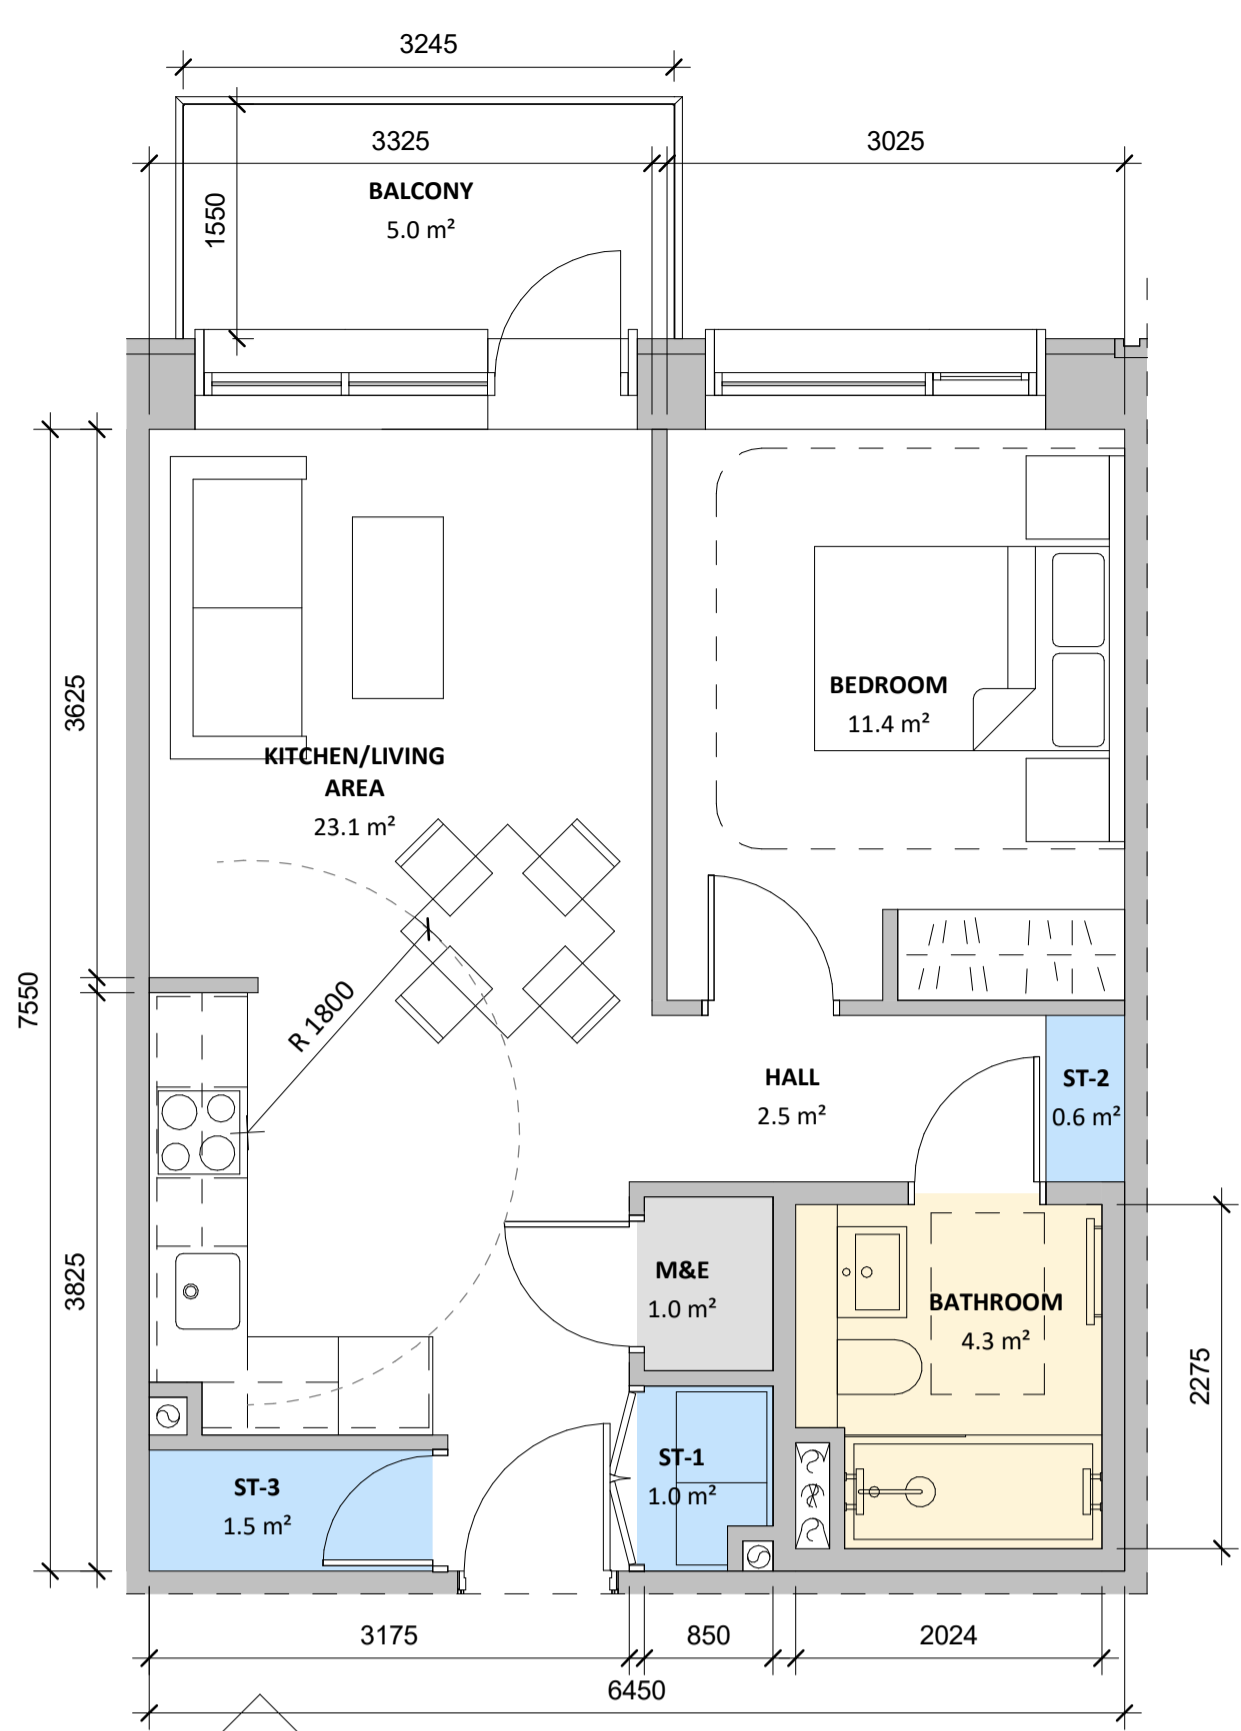 3245
3325
3025
BALCONY
5.0 m²
1550
3625
BEDROOM
11.4 m²
KITCHEN/LIVING
AREA
23.1 m²
7550
R 1800
HALL
2.5 m²
ST-2
0.6 m²
3825
M&E
1.0 m²
BATHROOM
4.3 m²
2275
ST-1
1.0 m²
ST-3
1.5 m²
3175
850
2024
6450